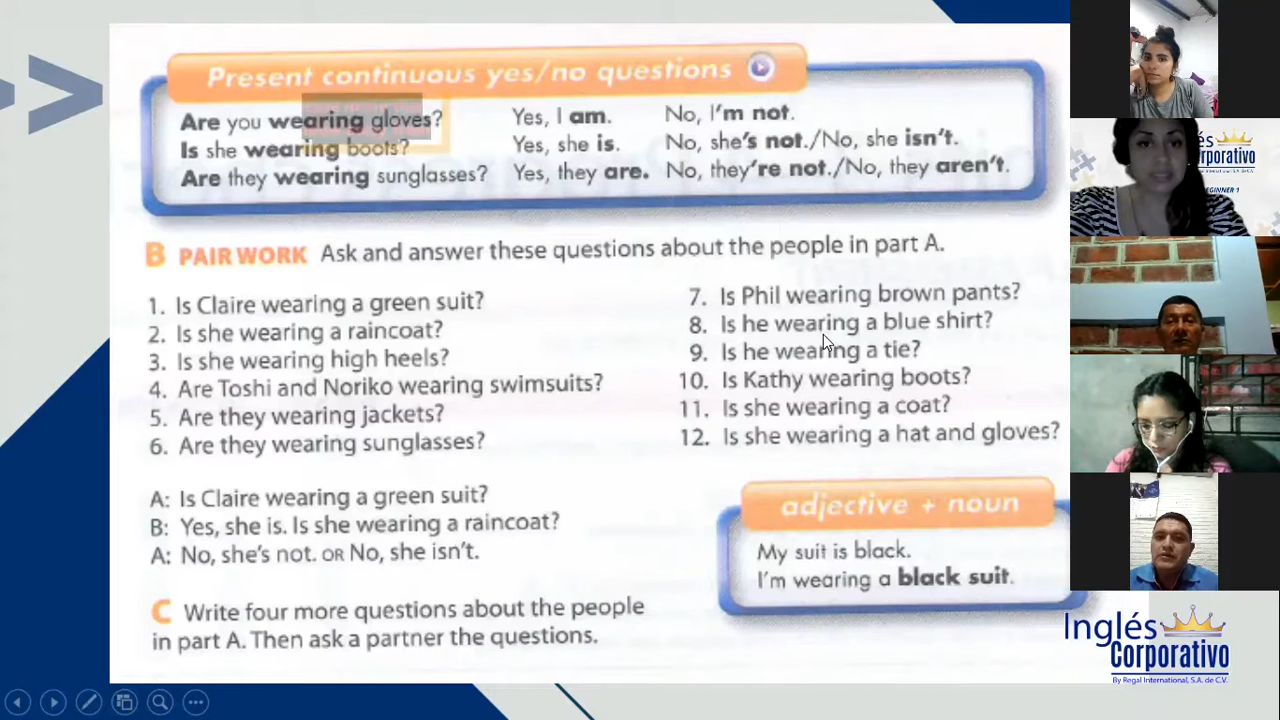 Present continuous yes/no questions
Are you wearing gloves? Yes, I am. No, I'm not.
Is she wearing boots? Yes, she is. No, she's not./No, she isn't.
Are they wearing sunglasses? Yes, they are. No, they're not./No, they aren't.
B PAIR WORK Ask and answer these questions about the people in part A.
1. Is Claire wearing a green suit?
2. Is she wearing a raincoat?
3. Is she wearing high heels?
4. Are Toshi and Noriko wearing swimsuits?
5. Are they wearing jackets?
6. Are they wearing sunglasses?
7. Is Phil wearing brown pants?
8. Is he wearing a blue shirt?
9. Is he wearing a tie?
10. Is Kathy wearing boots?
11. Is she wearing a coat?
12. Is she wearing a hat and gloves?
A: Is Claire wearing a green suit?
B: Yes, she is. Is she wearing a raincoat?
A: No, she's not. OR No, she isn't.
adjective + noun
My suit is black.
I'm wearing a black suit.
C Write four more questions about the people
in part A. Then ask a partner the questions.
Inglés
Corporativo
By Regal International, S.A. de C.V.
és
orporativo
EGINNER 1